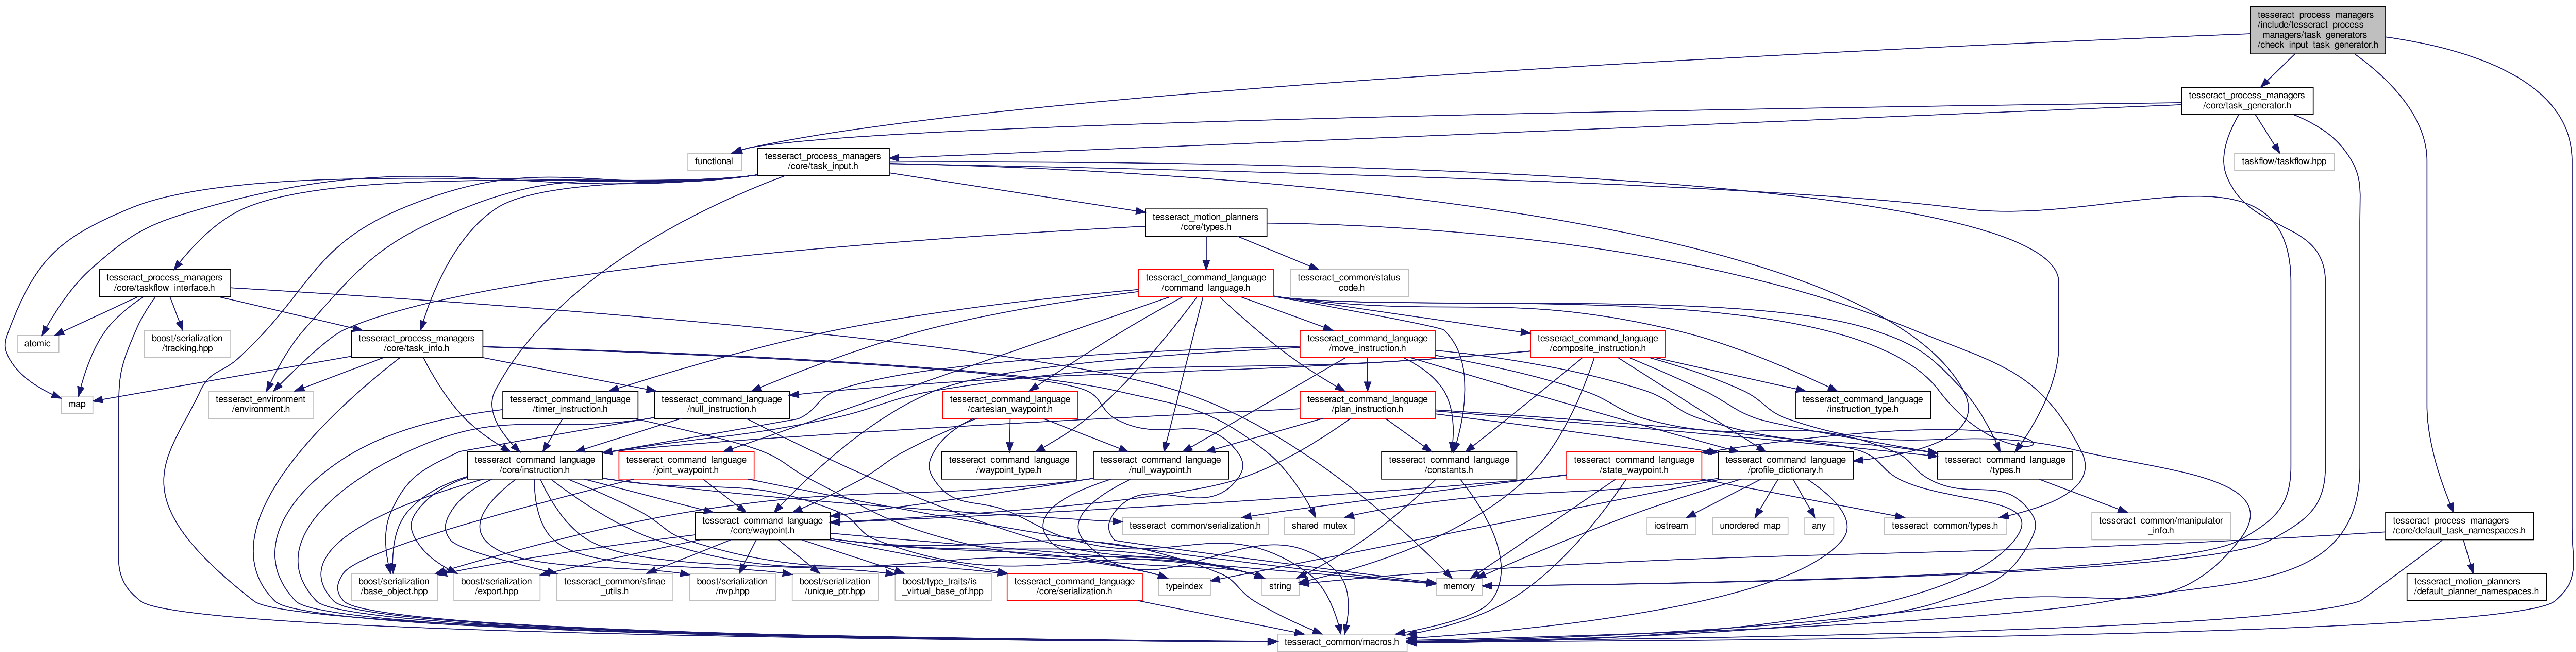 tesseract_process_managers
/include/tesseract_process
_managers/task_generators
/check_input_task_generator.h
tesseract_process_managers
/core/task_generator.h
functional
tesseract_process_managers
/core/task_input.h
taskflow/taskflow.hpp
tesseract_motion_planners
/core/types.h
tesseract_process_managers
/core/taskflow_interface.h
tesseract_command_language
/command_language.h
tesseract_common/status
_code.h
atomic
boost/serialization
/tracking.hpp
tesseract_process_managers
/core/task_info.h
tesseract_command_language
/move_instruction.h
tesseract_command_language
/composite_instruction.h
map
tesseract_environment
/environment.h
tesseract_command_language
/timer_instruction.h
tesseract_command_language
/null_instruction.h
tesseract_command_language
/cartesian_waypoint.h
tesseract_command_language
/plan_instruction.h
tesseract_command_language
/instruction_type.h
tesseract_command_language
/core/instruction.h
tesseract_command_language
/joint_waypoint.h
tesseract_command_language
/waypoint_type.h
tesseract_command_language
/null_waypoint.h
tesseract_command_language
/constants.h
tesseract_command_language
/state_waypoint.h
tesseract_command_language
/profile_dictionary.h
tesseract_command_language
/types.h
tesseract_command_language
/core/waypoint.h
tesseract_common/serialization.h
shared_mutex
iostream
unordered_map
any
tesseract_common/types.h
tesseract_common/manipulator
_info.h
tesseract_process_managers
/core/default_task_namespaces.h
boost/serialization
/base_object.hpp
boost/serialization
/export.hpp
tesseract_common/sfinae
_utils.h
boost/serialization
/nvp.hpp
boost/serialization
/unique_ptr.hpp
boost/type_traits/is
_virtual_base_of.hpp
tesseract_command_language
/core/serialization.h
typeindex
string
memory
tesseract_motion_planners
/default_planner_namespaces.h
tesseract_common/macros.h